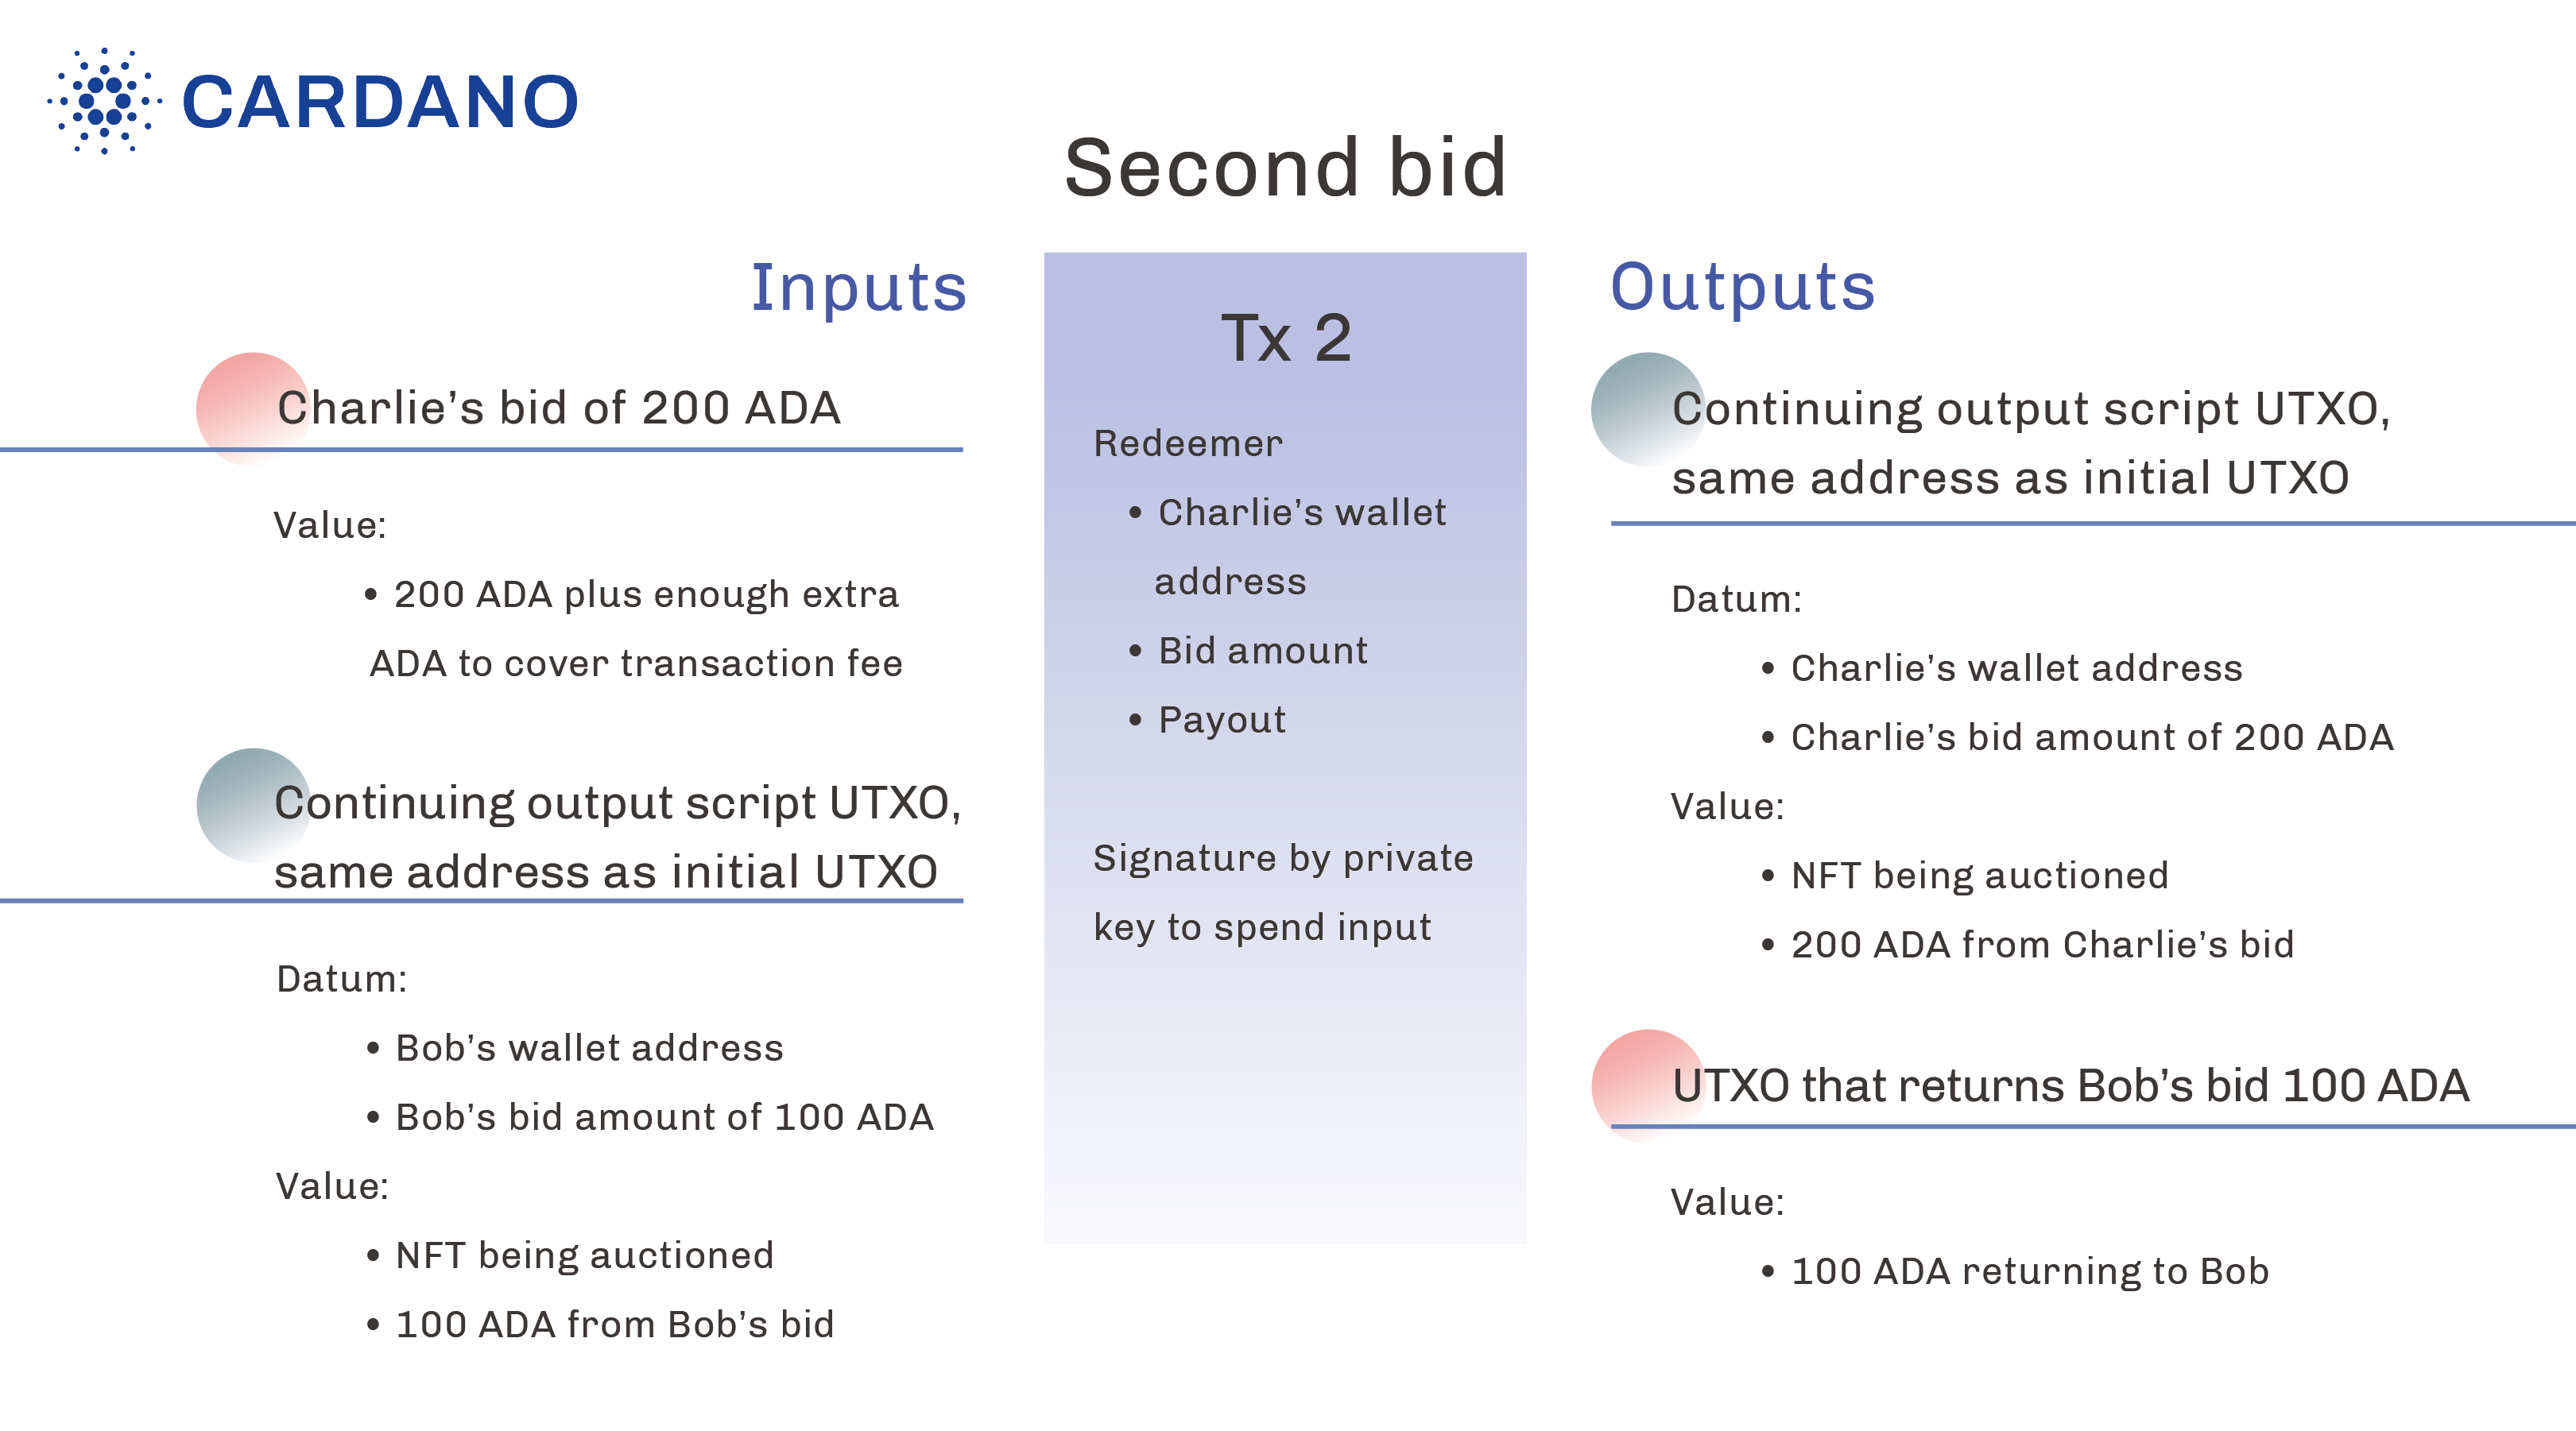 CARDANO
Second bid
Inputs
Charlie’s bid of 200 ADA
Value:
• 200 ADA plus enough extra
ADA to cover transaction fee
Continuing output script UTXO,
same address as initial UTXO
Datum:
• Bob’s wallet address
• Bob’s bid amount of 100 ADA
Value:
• NFT being auctioned
• 100 ADA from Bob’s bid
Tx 2
Redeemer
• Charlie’s wallet
address
• Bid amount
• Payout
Signature by private
key to spend input
Outputs
Continuing output script UTXO,
same address as initial UTXO
Datum:
• Charlie’s wallet address
• Charlie’s bid amount of 200 ADA
Value:
• NFT being auctioned
• 200 ADA from Charlie’s bid
UTXO that returns Bob’s bid 100 ADA
Value:
• 100 ADA returning to Bob